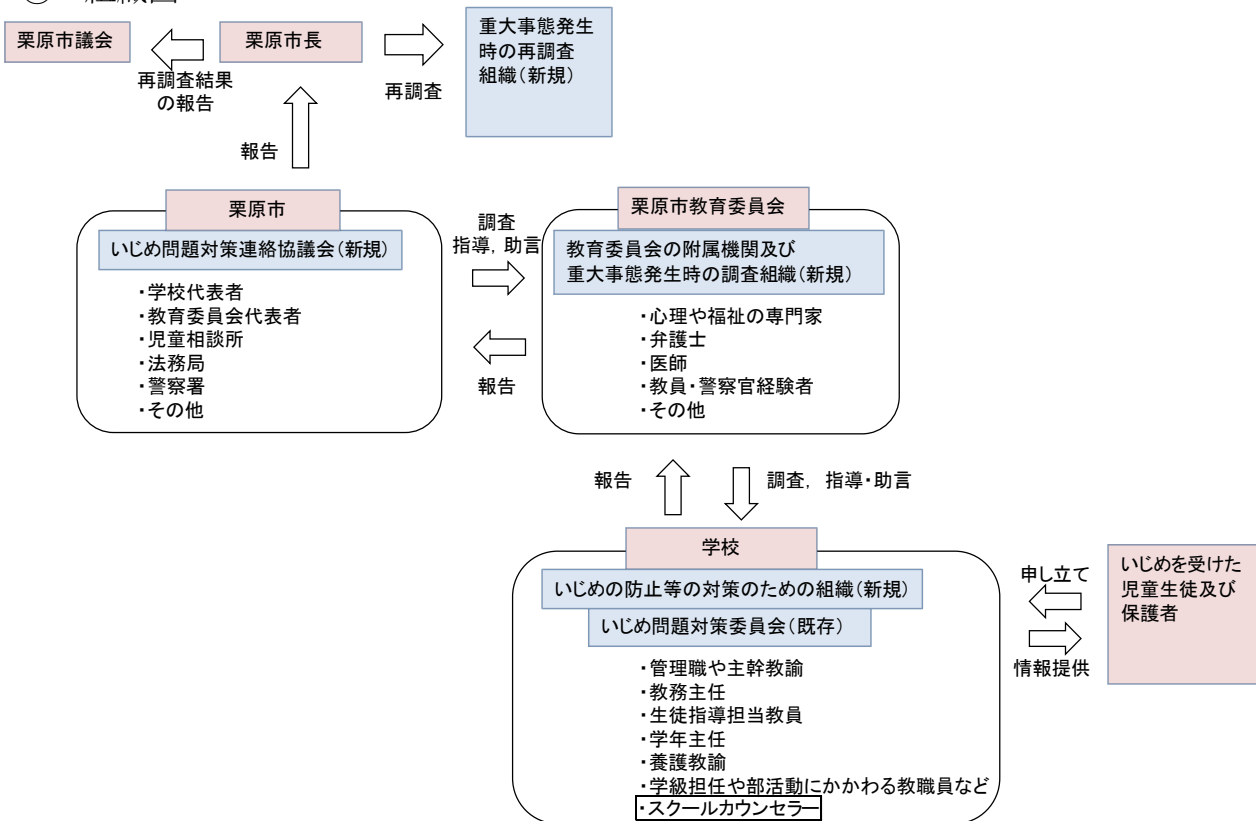 組織図
栗原市議会
栗原市長
重大事態発生
時の再調査
組織（新規）
再調査結果
の報告
再調査
報告
栗原市
いじめ問題対策連絡協議会（新規）
・学校代表者
・教育委員会代表者
・児童相談所
・法務局
・警察署
・その他
調査
指導，助言
報告
栗原市教育委員会
教育委員会の附属機関及び
重大事態発生時の調査組織（新規）
・心理や福祉の専門家
・弁護士
・医師
・教員・警察官経験者
・その他
報告
調査，指導・助言
学校
いじめの防止等の対策のための組織（新規）
いじめ問題対策委員会（既存）
・管理職や主幹教諭
・教務主任
・生徒指導担当教員
・学年主任
・養護教諭
・学級担任や部活動にかかわる教職員など
・スクールカウンセラー
申し立て
情報提供
いじめを受けた
児童生徒及び
保護者